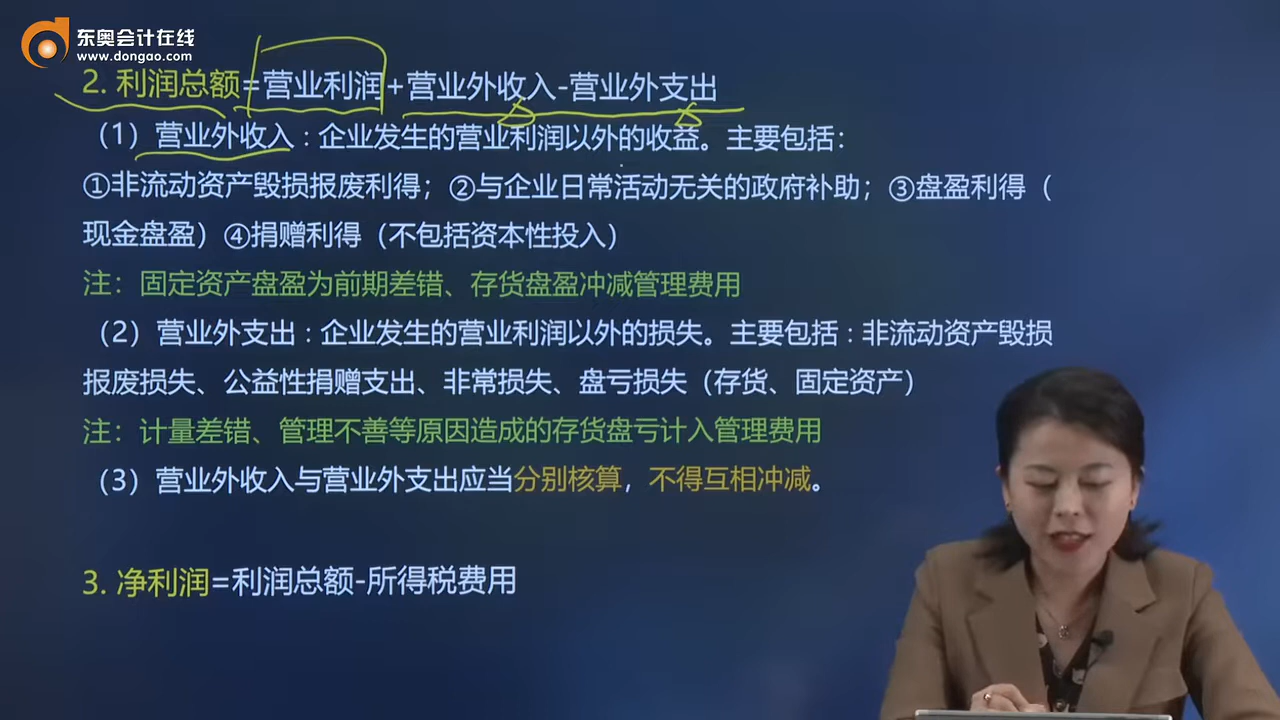 东奥会计在线
www.dongao.com
2. 利润总额=营业利润+营业外收入-营业外支出
（1）营业外收入：企业发生的营业利润以外的收益。主要包括：
①非流动资产毁损报废利得；②与企业日常活动无关的政府补助；③盘盈利得（
现金盘盈）④捐赠利得（不包括资本性投入）
注：固定资产盘盈为前期差错、存货盘盈冲减管理费用
（2）营业外支出：企业发生的营业利润以外的损失。主要包括：非流动资产毁损
报废损失、公益性捐赠支出、非常损失、盘亏损失（存货、固定资产）
注：计量差错、管理不善等原因造成的存货盘亏计入管理费用
（3）营业外收入与营业外支出应当分别核算，不得互相冲减。
3. 净利润=利润总额-所得税费用